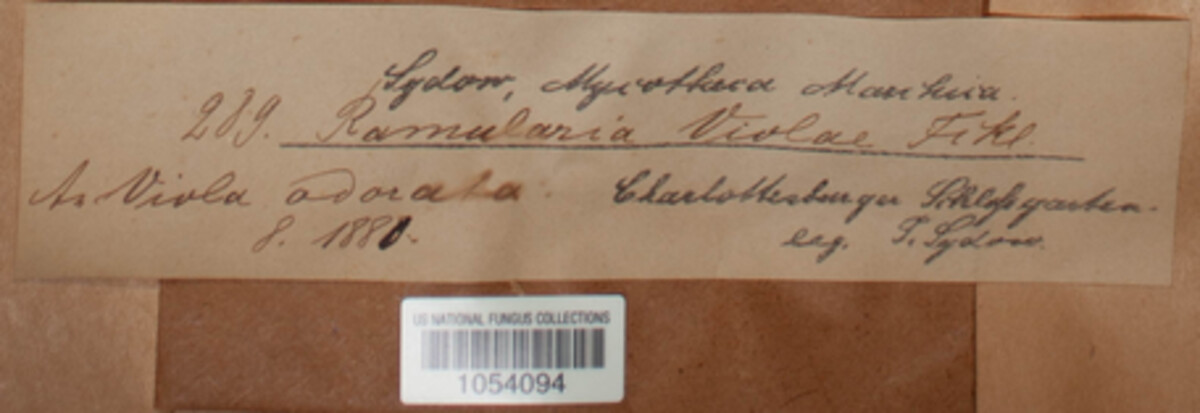 Sydow, Mycotheca Marchica.
289. Ramularia Violae Fckl.
An Viola odorata. Charlottenburger Schloßgarten.
8. 1881. leg. P. Sydow.
US NATIONAL FUNGUS COLLECTIONS
1054094